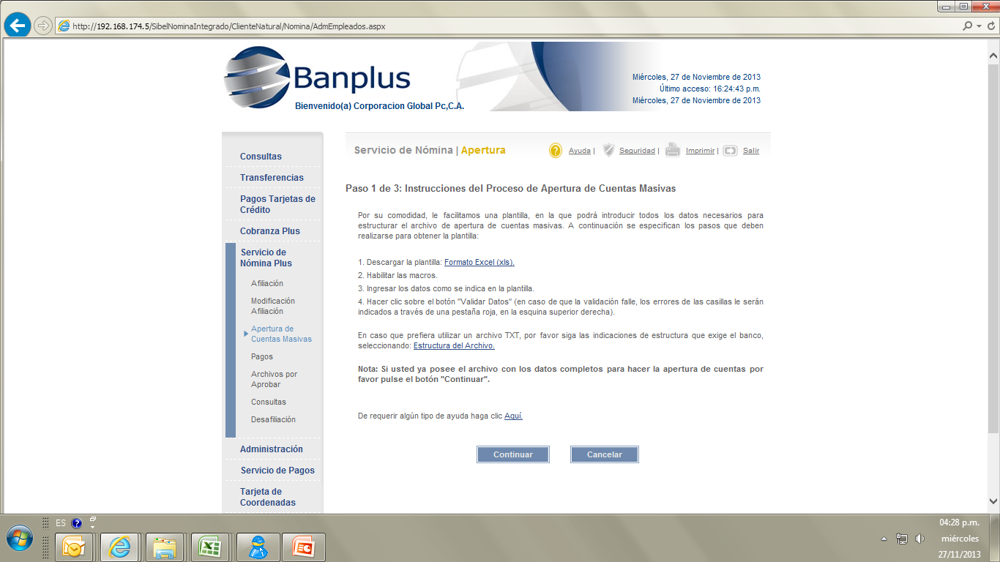 http://192.168.174.5/SibelNominaIntegrado/ClienteNatural/Nomina/AdmEmpleados.aspx
Banplus
Bienvenido(a) Corporacion Global Pc,C.A.
Miércoles, 27 de Noviembre de 2013
Último acceso: 16:24:43 p.m.
Miércoles, 27 de Noviembre de 2013
Consultas
Transferencias
Pagos Tarjetas de
Crédito
Cobranza Plus
Servicio de
Nómina Plus
Afiliación
Modificación
Afiliación
Apertura de
Cuentas Masivas
Pagos
Archivos por
Aprobar
Consultas
Desafiliación
Administración
Servicio de Pagos
Tarjeta de
Coordenadas
Servicio de Nómina | Apertura
Ayuda | Seguridad | Imprimir | Salir
Paso 1 de 3: Instrucciones del Proceso de Apertura de Cuentas Masivas
Por su comodidad, le facilitamos una plantilla, en la que podrá introducir todos los datos necesarios para
estructurar el archivo de apertura de cuentas masivas. A continuación se especifican los pasos que deben
realizarse para obtener la plantilla:
1. Descargar la plantilla: Formato Excel (xls).
2. Habilitar las macros.
3. Ingresar los datos como se indica en la plantilla.
4. Hacer clic sobre el botón "Validar Datos" (en caso de que la validación falle, los errores de las casillas le serán
indicados a través de una pestaña roja, en la esquina superior derecha).
En caso que prefiera utilizar un archivo TXT, por favor siga las indicaciones de estructura que exige el banco,
seleccionando: Estructura del Archivo.
Nota: Si usted ya posee el archivo con los datos completos para hacer la apertura de cuentas por
favor pulse el botón "Continuar".
De requerir algún tipo de ayuda haga clic Aquí.
Continuar
Cancelar
ES
04:28 p.m.
miércoles
27/11/2013